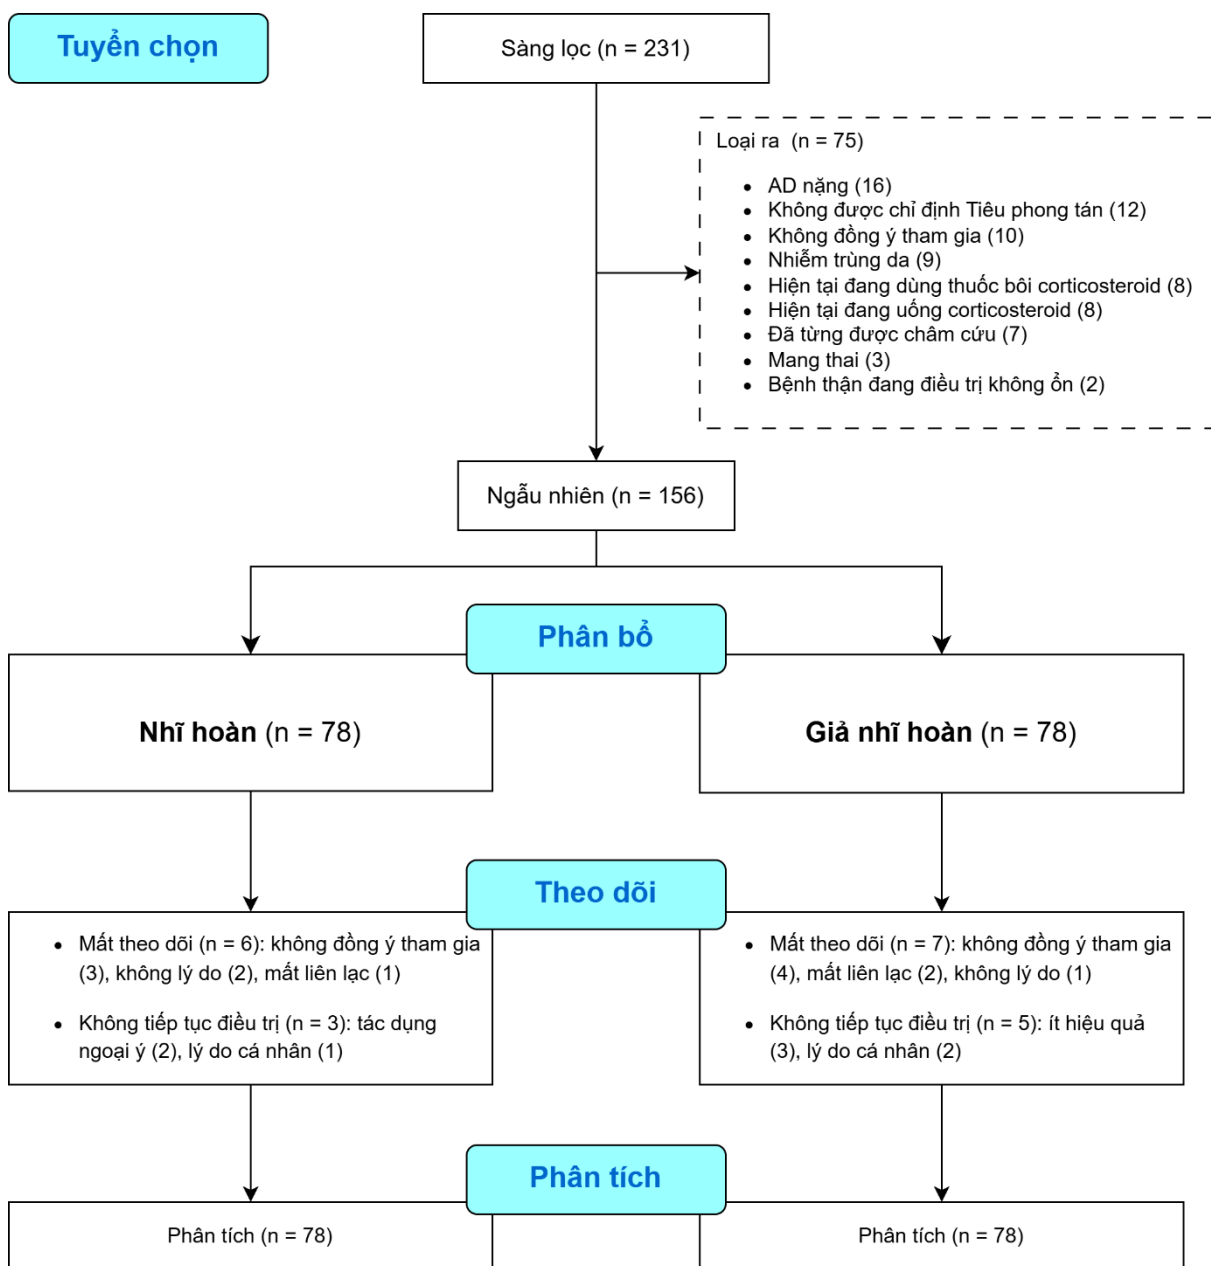 Tuyển chọn
Sàng lọc (n = 231)
Loại ra (n = 75)
• AD nặng (16)
• Không được chỉ định Tiêu phong tán (12)
• Không đồng ý tham gia (10)
• Nhiễm trùng da (9)
• Hiện tại đang dùng thuốc bôi corticosteroid (8)
• Hiện tại đang uống corticosteroid (8)
• Đã từng được châm cứu (7)
• Mang thai (3)
• Bệnh thận đang điều trị không ổn (2)
Ngẫu nhiên (n = 156)
Phân bổ
Nhĩ hoàn (n = 78)
Giả nhĩ hoàn (n = 78)
Theo dõi
• Mất theo dõi (n = 6): không đồng ý tham gia
(3), không lý do (2), mất liên lạc (1)
• Không tiếp tục điều trị (n = 3): tác dụng
ngoại ý (2), lý do cá nhân (1)
• Mất theo dõi (n = 7): không đồng ý tham gia
(4), mất liên lạc (2), không lý do (1)
• Không tiếp tục điều trị (n = 5): ít hiệu quả
(3), lý do cá nhân (2)
Phân tích
Phân tích (n = 78)
Phân tích (n = 78)